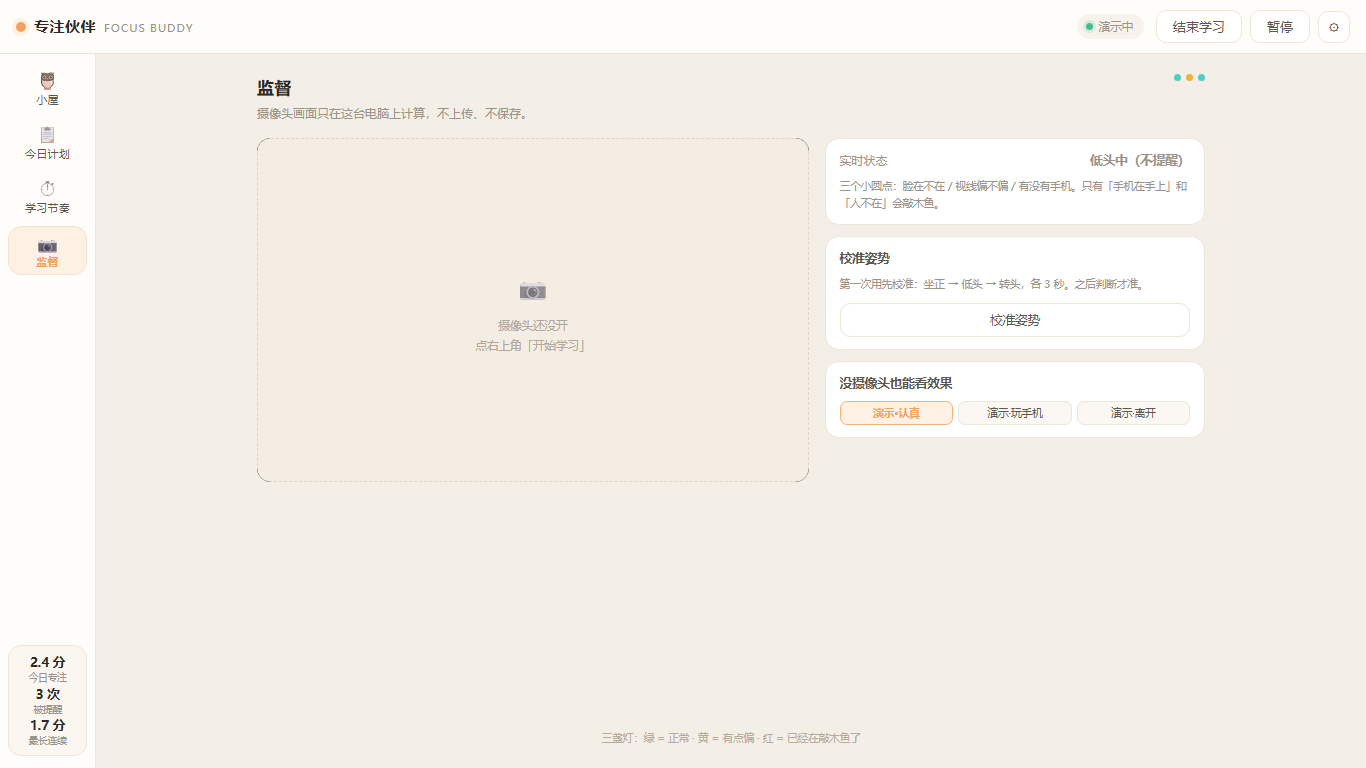 专注伙伴 FOCUS BUDDY
演示中
结束学习
暂停
小屋
今日计划
学习节奏
监督
2.4 分
今日专注
3 次
被提醒
1.7 分
最长连续
监督
摄像头画面只在这台电脑上计算，不上传、不保存。
摄像头还没开
点右上角「开始学习」
实时状态
低头中（不提醒）
三个小圆点：脸在不在 / 视线偏不偏 / 有没有手机。只有「手机在手上」和
「人不在」会敲木鱼。
校准姿势
第一次用先校准：坐正 → 低头 → 转头，各 3 秒。之后判断才准。
校准姿势
没摄像头也能看效果
演示·认真
演示·玩手机
演示·离开
三盏灯：绿 = 正常 · 黄 = 有点偏 · 红 = 已经在敲木鱼了